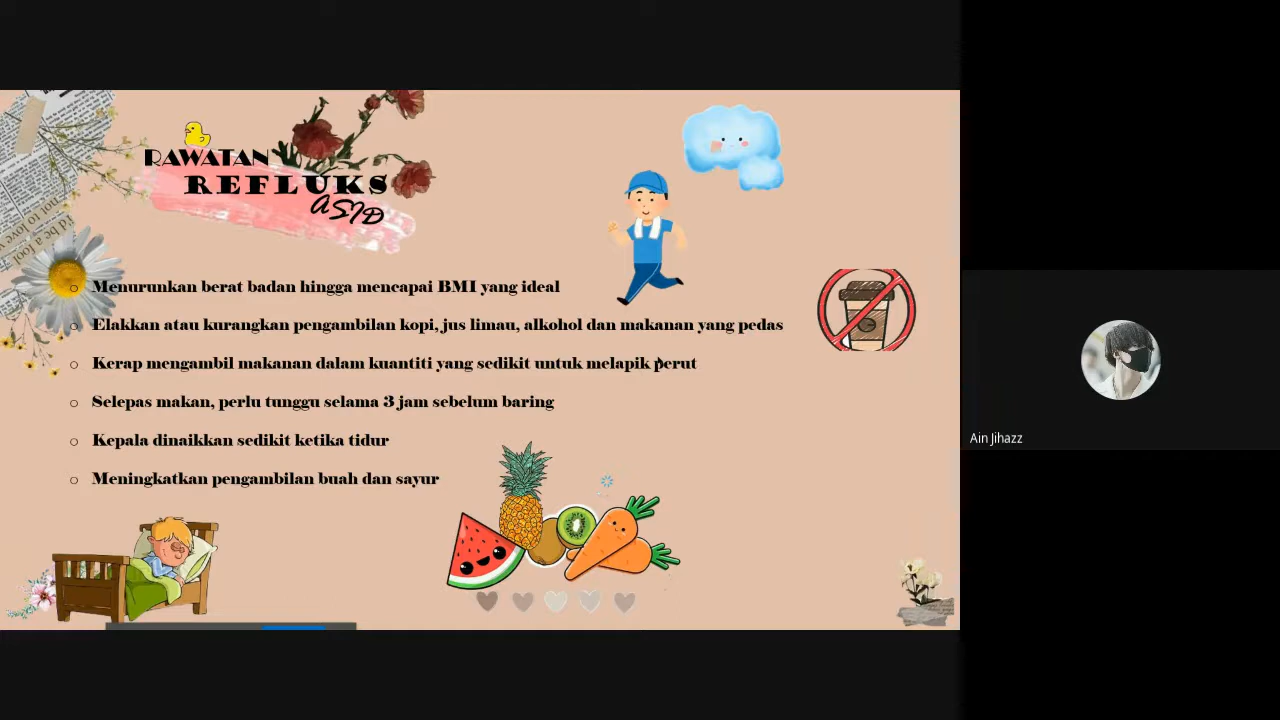 RAWATAN
REFLUKS
ASID
Menurunkan berat badan hingga mencapai BMI yang ideal
Elakkan atau kurangkan pengambilan kopi, jus limau, alkohol dan makanan yang pedas
Kerap mengambil makanan dalam kuantiti yang sedikit untuk melapik perut
Selepas makan, perlu tunggu selama 3 jam sebelum baring
Kepala dinaikkan sedikit ketika tidur
Meningkatkan pengambilan buah dan sayur
Ain Jihazz